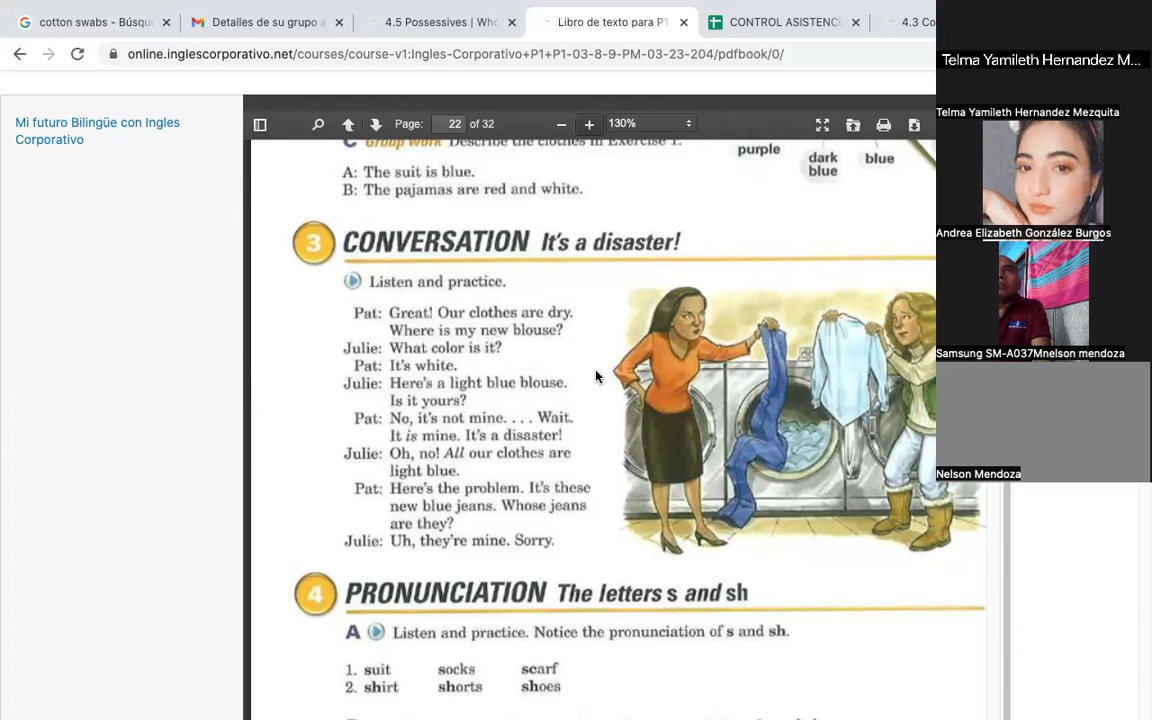 cotton swabs - Búsqu
Detalles de su grupo a
4.5 Possessives | Who
Libro de texto para P1
CONTROL ASISTENCI
4.3 Co
online.inglescorporativo.net/courses/course-v1:Ingles-Corporativo+P1+P1-03-8-9-PM-03-23-204/pdfbook/0/
Telma Yamileth Hernandez M...
Telma Yamileth Hernandez Mezquita
Andrea Elizabeth González Burgos
Samsung SM-A037Mnelson mendoza
Nelson Mendoza
Mi futuro Bilingüe con Ingles
Corporativo
Page: 22 of 32
130%
C Group work Describe the clothes in Exercise 1.
A: The suit is blue.
B: The pajamas are red and white.
purple
dark
blue
blue
3 CONVERSATION It's a disaster!
Listen and practice.
Pat: Great! Our clothes are dry.
Where is my new blouse?
Julie: What color is it?
Pat: It's white.
Julie: Here's a light blue blouse.
Is it yours?
Pat: No, it's not mine. . . . Wait.
It is mine. It's a disaster!
Julie: Oh, no! All our clothes are
light blue.
Pat: Here's the problem. It's these
new blue jeans. Whose jeans
are they?
Julie: Uh, they're mine. Sorry.
4 PRONUNCIATION The letters s and sh
A Listen and practice. Notice the pronunciation of s and sh.
1. suit socks scarf
2. shirt shorts shoes